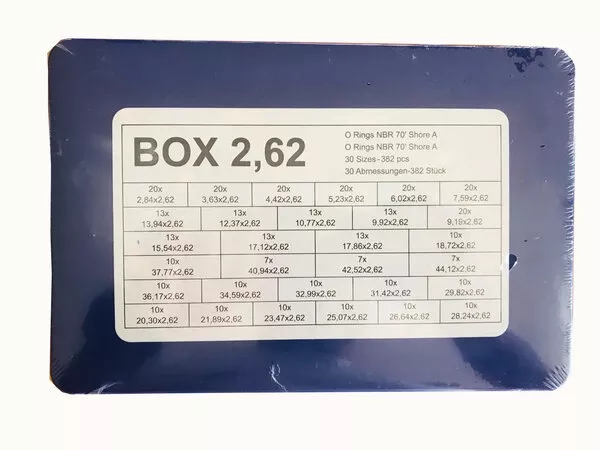 BOX 2,62
O Rings NBR 70' Shore A
O Rings NBR 70' Shore A
30 Sizes-382 pcs
30 Abmessungen-382 Stück
20x 20x 20x 20x 20x 20x
2,84x2,62 3,63x2,62 4,42x2,62 5,23x2,62 6,02x2,62 7,59x2,62
13x 13x 13x 13x 20x
13,94x2,62 12,37x2,62 10,77x2,62 9,92x2,62 9,19x2,62
13x 13x 13x 10x
15,54x2,62 17,12x2,62 17,86x2,62 18,72x2,62
10x 7x 7x 7x
37,77x2,62 40,94x2,62 42,52x2,62 44,12x2,62
10x 10x 10x 10x 10x
36,17x2,62 34,59x2,62 32,99x2,62 31,42x2,62 29,82x2,62
10x 10x 10x 10x 10x 10x
20,30x2,62 21,89x2,62 23,47x2,62 25,07x2,62 26,64x2,62 28,24x2,62